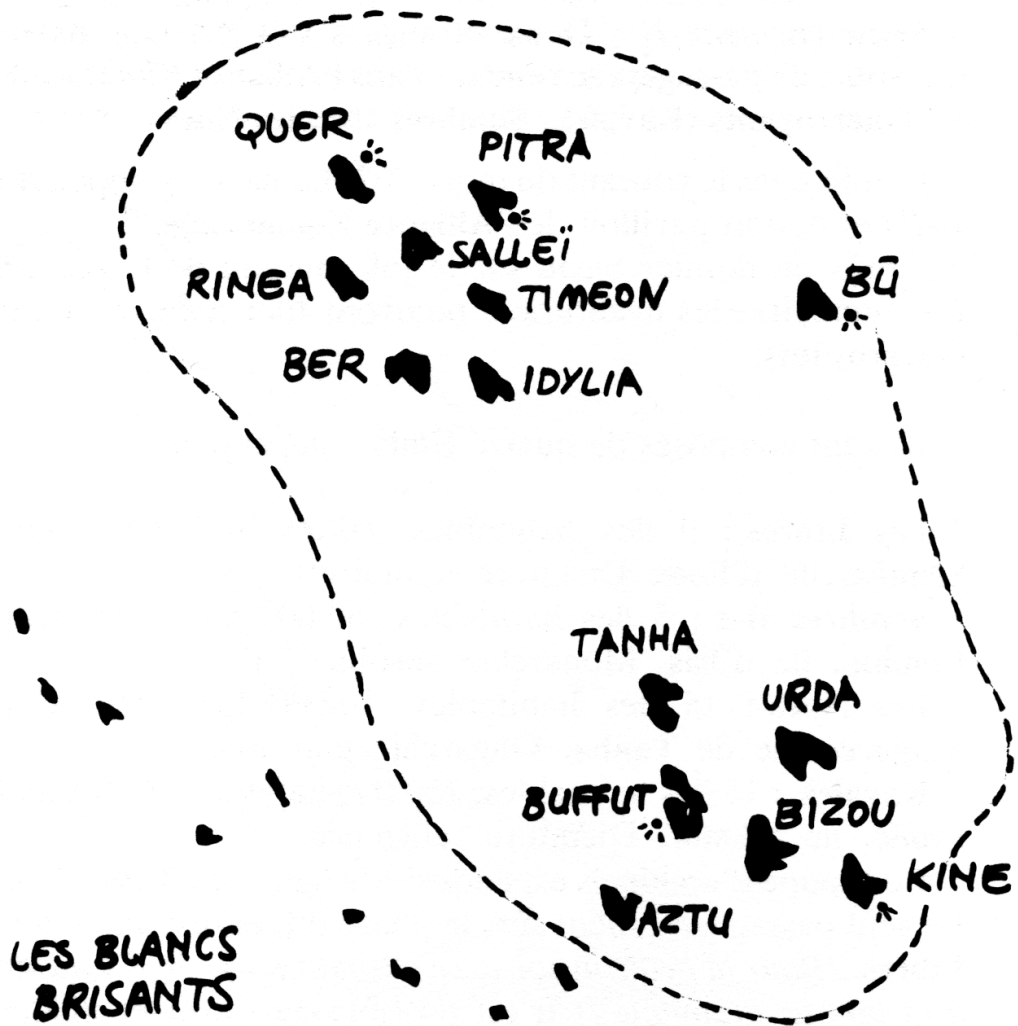 QUER
PITRA
SALLEÏ
RINEA
TIMEON
BŪ
BER
IDYLIA
TANHA
URDA
BUFFUT
BIZOU
KINE
AZTU
LES BLANCS
BRISANTS